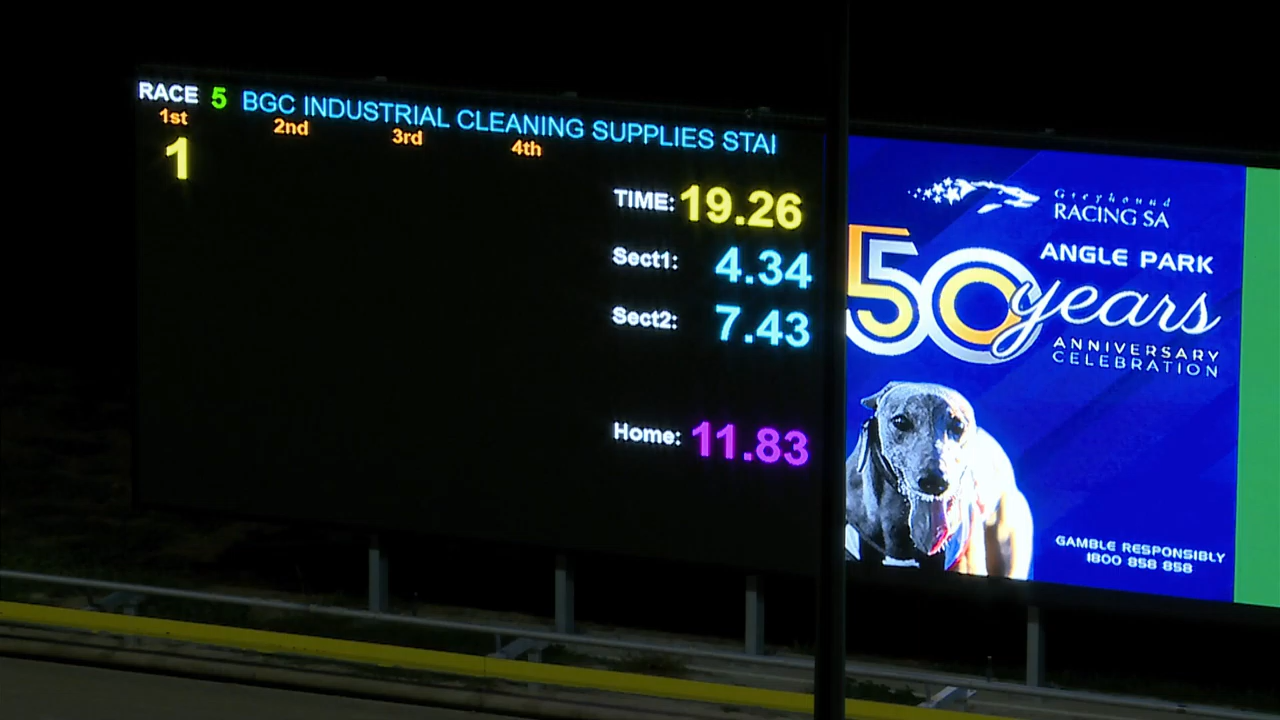 RACE 5 BGC INDUSTRIAL CLEANING SUPPLIES STAI
1st 2nd 3rd 4th
1
TIME: 19.26
Sect1: 4.34
Sect2: 7.43
Home: 11.83
Greyhound
RACING SA
ANGLE PARK
50 years
ANNIVERSARY
CELEBRATION
GAMBLE RESPONSIBLY
1800 858 858